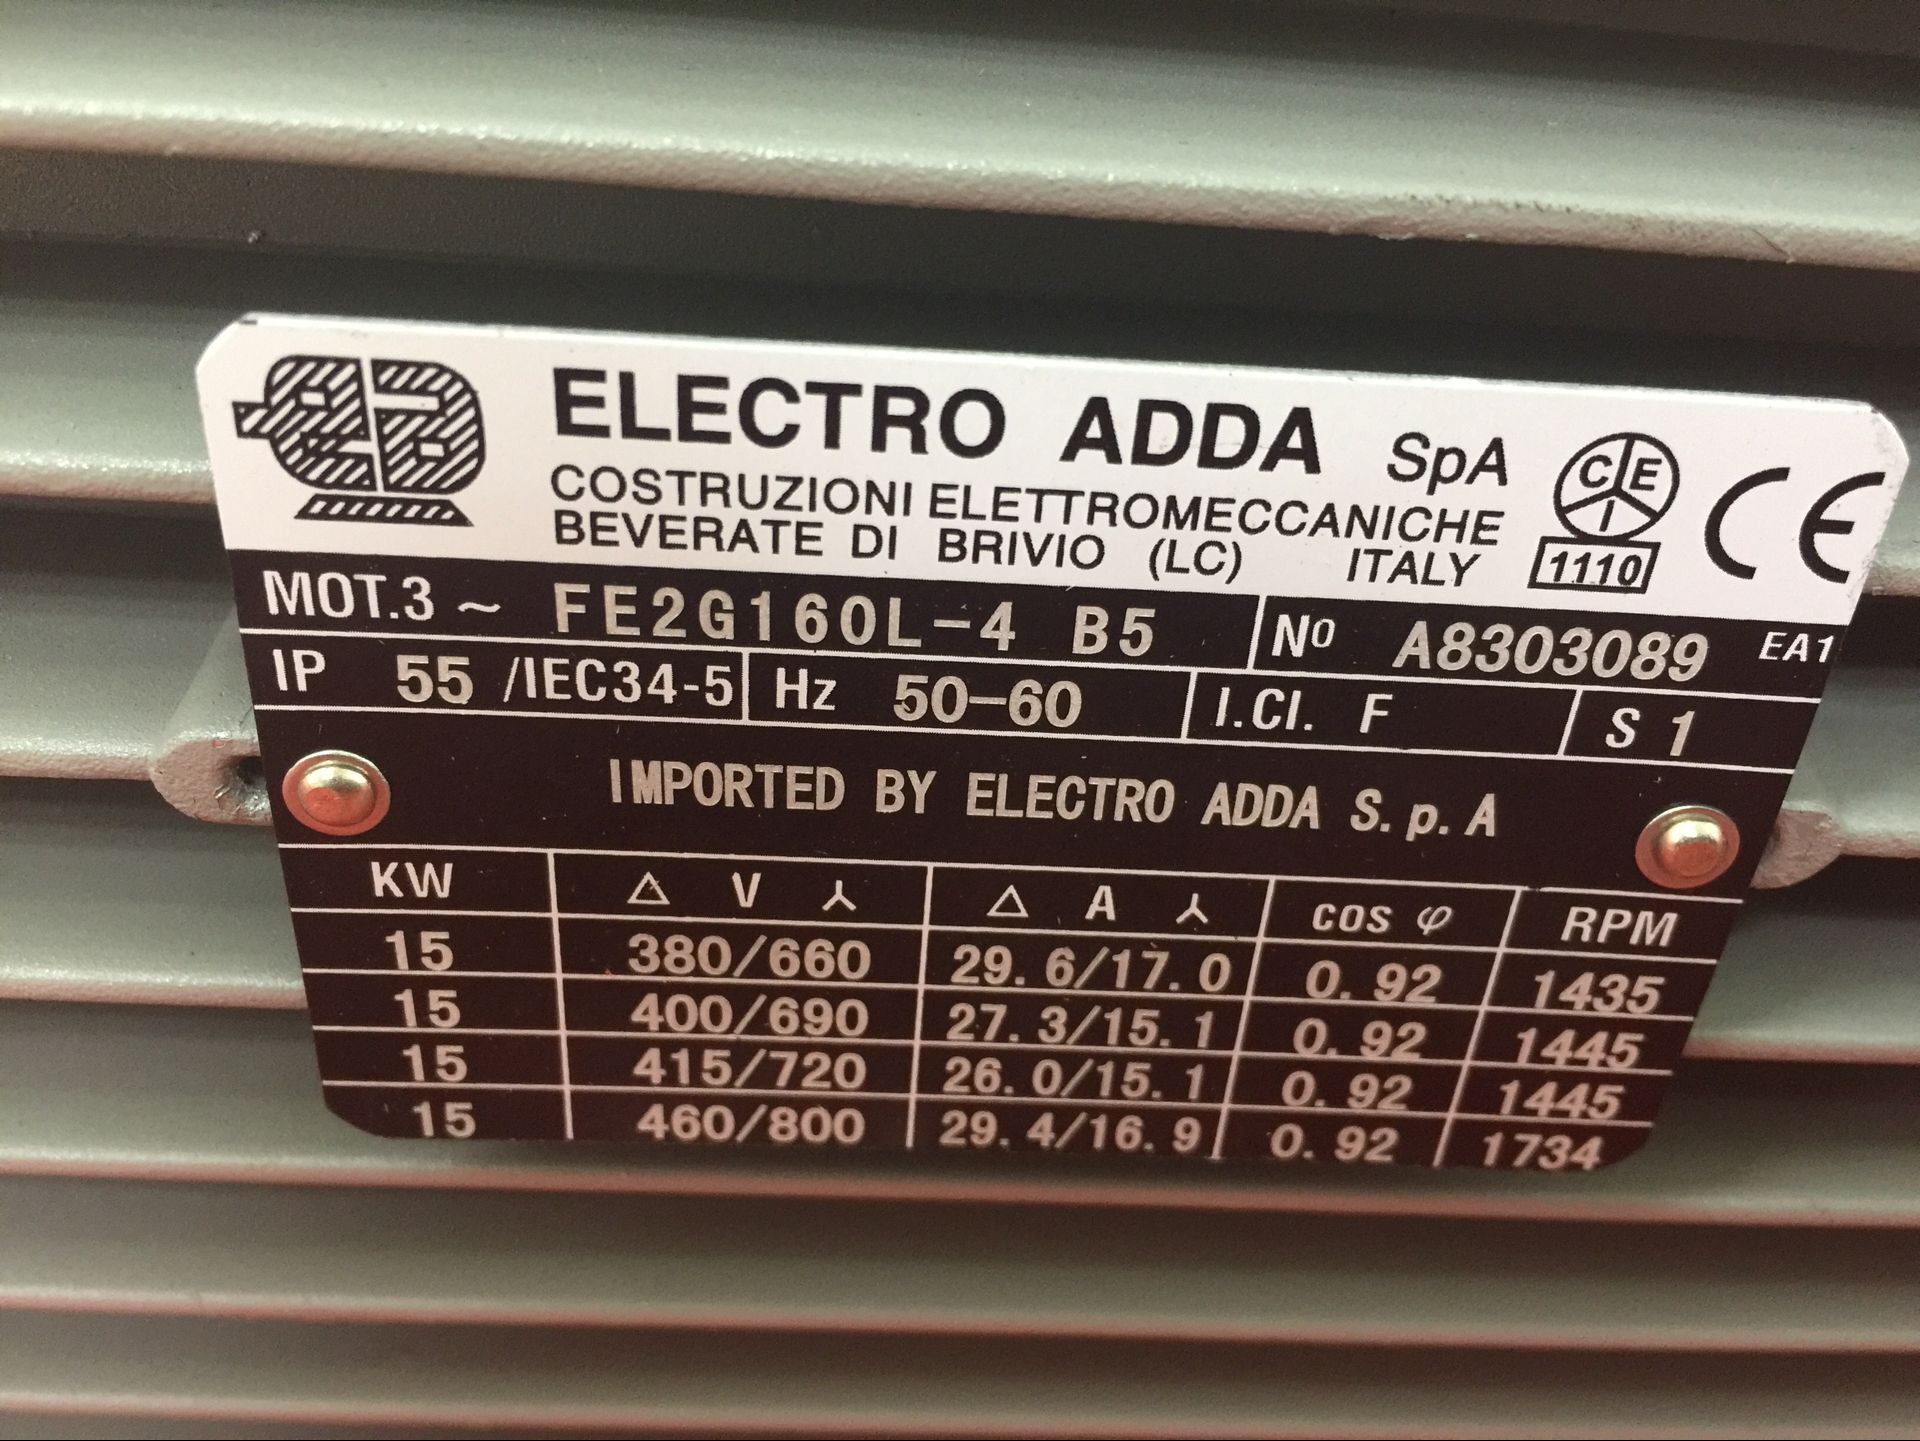 ELECTRO ADDA SpA
COSTRUZIONI ELETTROMECCANICHE
BEVERATE DI BRIVIO (LC) ITALY
CEI
1110
CE
MOT.3 ~ FE2G160L-4 B5 Nº A8303089 EA1
IP 55 /IEC34-5 Hz 50-60 I.Cl. F S 1
IMPORTED BY ELECTRO ADDA S.p.A
KW △ V ⅄ △ A ⅄ cos φ RPM
15 380/660 29.6/17.0 0.92 1435
15 400/690 27.3/15.1 0.92 1445
15 415/720 26.0/15.1 0.92 1445
15 460/800 29.4/16.9 0.92 1734